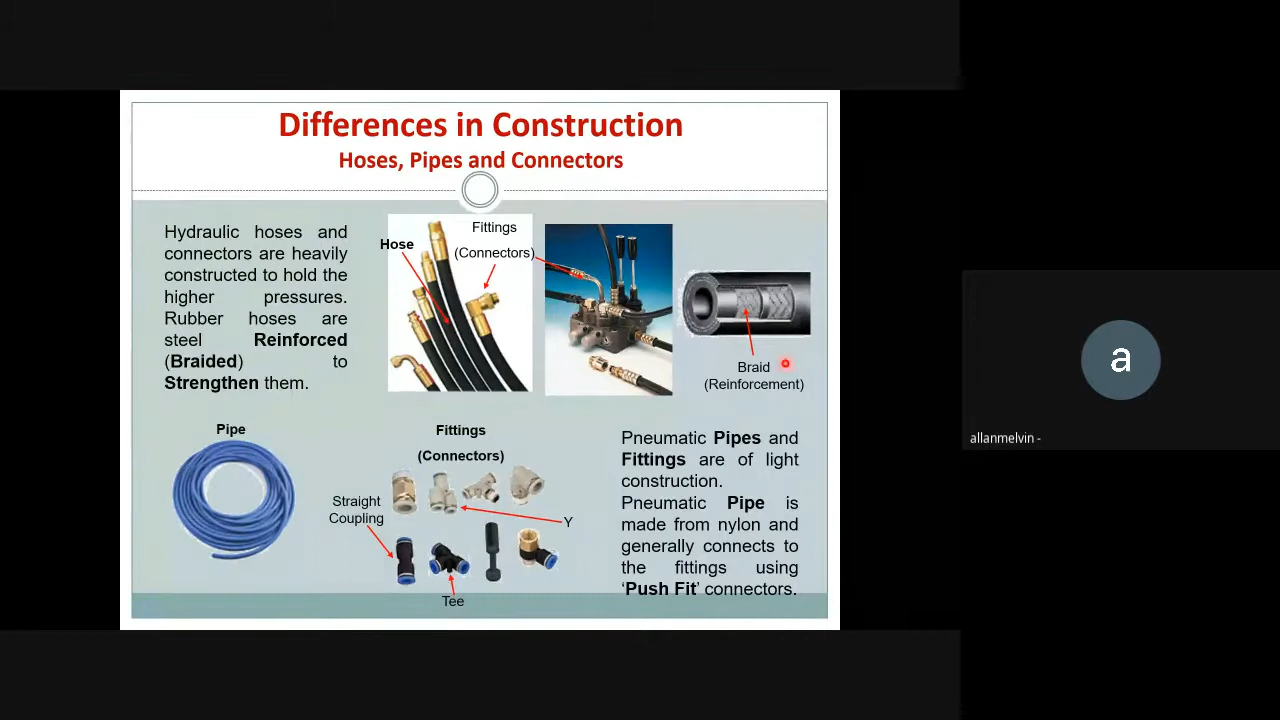 Differences in Construction
Hoses, Pipes and Connectors
Hydraulic hoses and
connectors are heavily
constructed to hold the
higher pressures.
Rubber hoses are
steel Reinforced
(Braided) to
Strengthen them.
Hose
Fittings
(Connectors)
Braid
(Reinforcement)
Pipe
Fittings
(Connectors)
Straight
Coupling
Y
Tee
Pneumatic Pipes and
Fittings are of light
construction.
Pneumatic Pipe is
made from nylon and
generally connects to
the fittings using
‘Push Fit’ connectors.
a
allanmelvin -